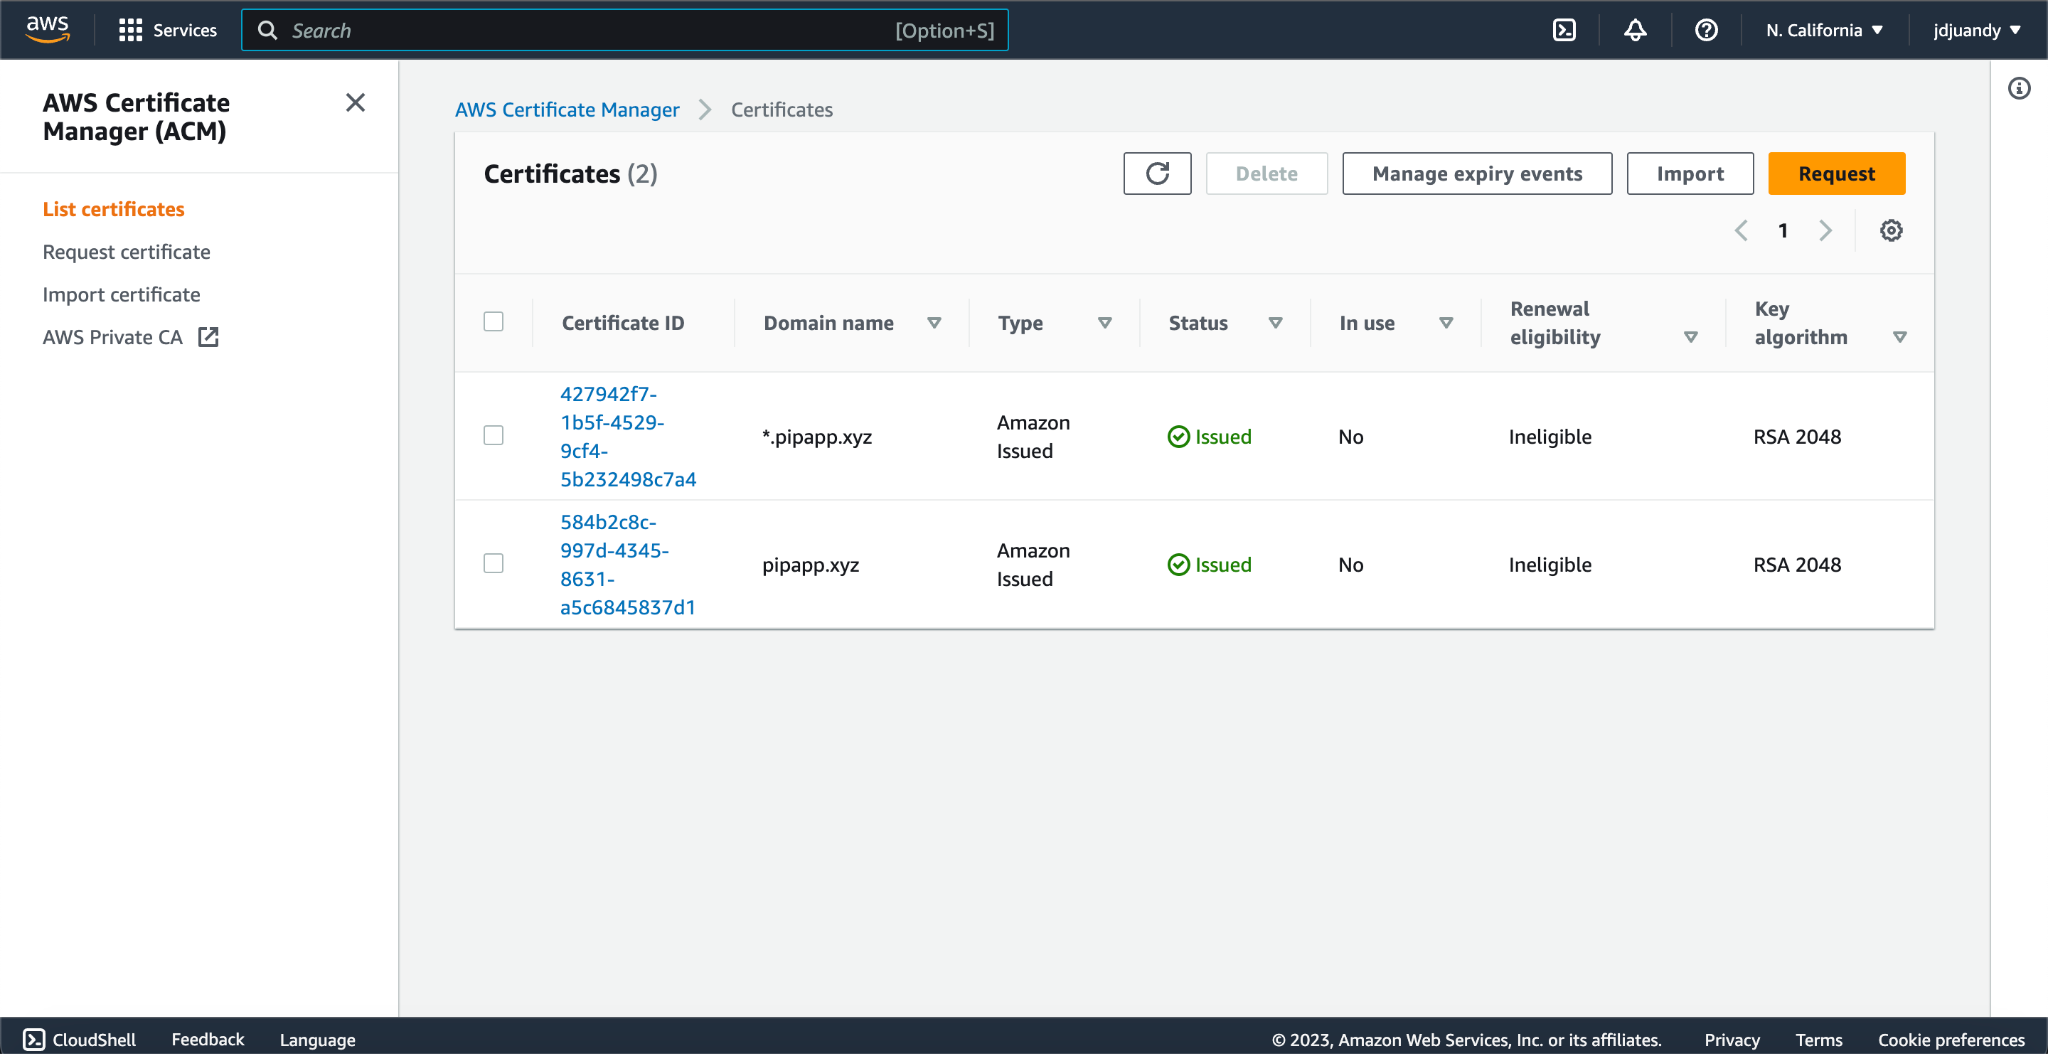 aws
Services
Search
[Option+S]
N. California
jdjuandy
AWS Certificate
Manager (ACM)
List certificates
Request certificate
Import certificate
AWS Private CA
AWS Certificate Manager
Certificates
Certificates (2)
Delete
Manage expiry events
Import
Request
1
Certificate ID
Domain name
Type
Status
In use
Renewal
eligibility
Key
algorithm
427942f7-
1b5f-4529-
9cf4-
5b232498c7a4
*.pipapp.xyz
Amazon
Issued
Issued
No
Ineligible
RSA 2048
584b2c8c-
997d-4345-
8631-
a5c6845837d1
pipapp.xyz
Amazon
Issued
Issued
No
Ineligible
RSA 2048
CloudShell
Feedback
Language
© 2023, Amazon Web Services, Inc. or its affiliates.
Privacy
Terms
Cookie preferences